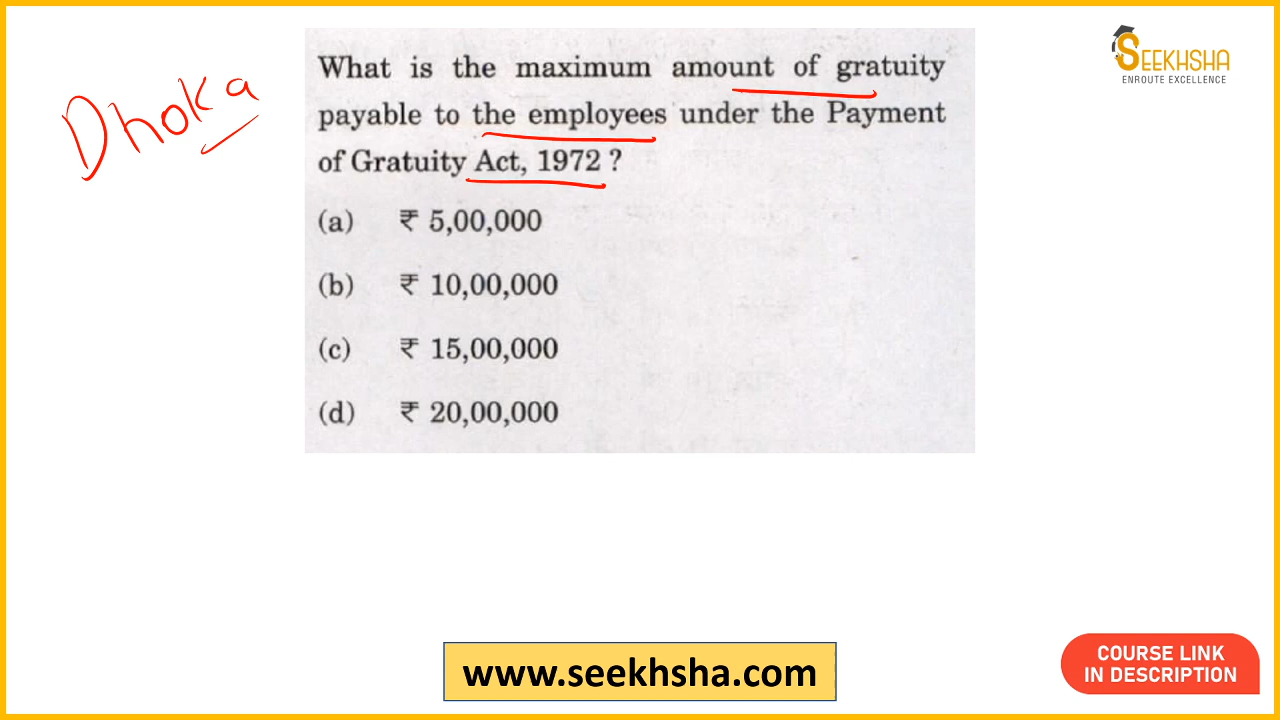 Dhoka
What is the maximum amount of gratuity
payable to the employees under the Payment
of Gratuity Act, 1972 ?
(a) ₹ 5,00,000
(b) ₹ 10,00,000
(c) ₹ 15,00,000
(d) ₹ 20,00,000
SEEKHSHA
ENROUTE EXCELLENCE
www.seekhsha.com
COURSE LINK
IN DESCRIPTION